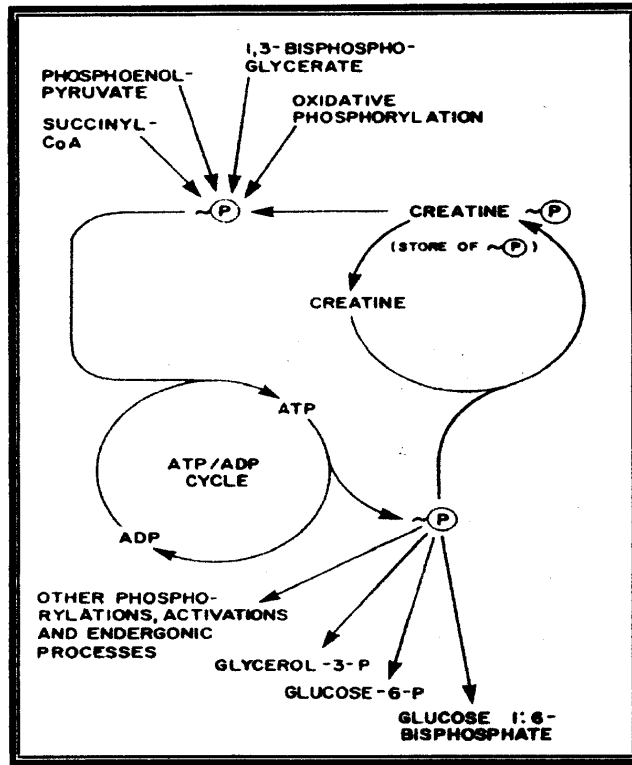 1,3-BISPHOSPHO-
GLYCERATE
PHOSPHOENOL-
PYRUVATE
OXIDATIVE
PHOSPHORYLATION
SUCCINYL-
CoA
~P
CREATINE ~P
(STORE OF ~P)
CREATINE
ATP
ATP/ADP
CYCLE
~P
ADP
OTHER PHOSPHO-
RYLATIONS, ACTIVATIONS
AND ENDERGONIC
PROCESSES
GLYCEROL-3-P
GLUCOSE-6-P
GLUCOSE 1:6-
BISPHOSPHATE